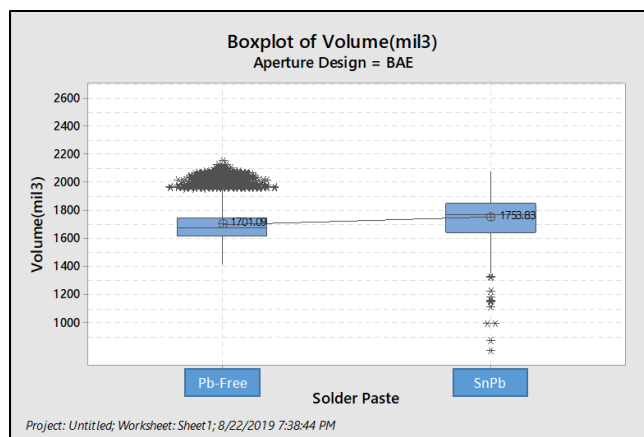 Boxplot of Volume(mil3)
Aperture Design = BAE
Volume(mil3)
2600
2400
2200
2000
1800
1600
1400
1200
1000
1701.09
1753.83
Pb-Free
SnPb
Solder Paste
Project: Untitled; Worksheet: Sheet1; 8/22/2019 7:38:44 PM